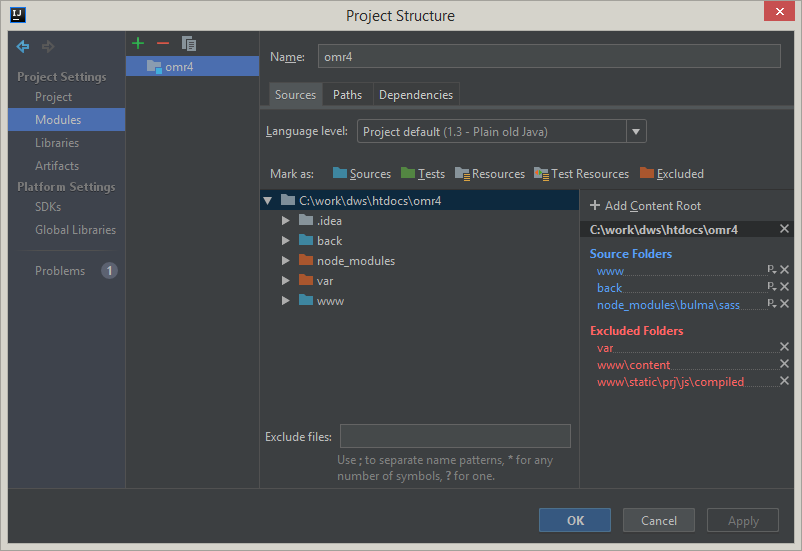 IJ
Project Structure
Project Settings
Project
Modules
Libraries
Artifacts
Platform Settings
SDKs
Global Libraries
Problems 1
omr4
Name: omr4
Sources Paths Dependencies
Language level: Project default (1.3 - Plain old Java)
Mark as: Sources Tests Resources Test Resources Excluded
C:\work\dws\htdocs\omr4
.idea
back
node_modules
var
www
Exclude files:
Use ; to separate name patterns, * for any
number of symbols, ? for one.
+ Add Content Root
C:\work\dws\htdocs\omr4
Source Folders
www P
back P
node_modules\bulma\sass P
Excluded Folders
var
www\content
www\static\prj\js\compiled
OK Cancel Apply